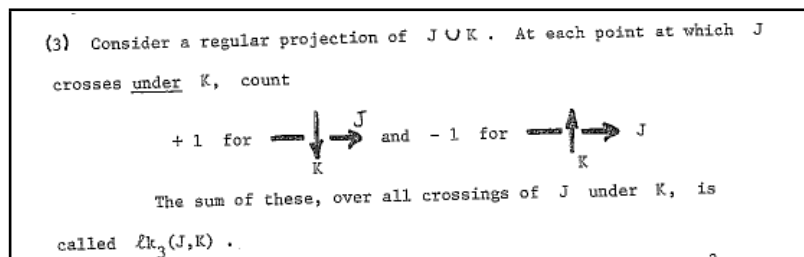 (3) Consider a regular projection of J ∪ K . At each point at which J
crosses under K, count
+ 1 for J K and - 1 for J K
The sum of these, over all crossings of J under K, is
called ℓk₃(J,K) .